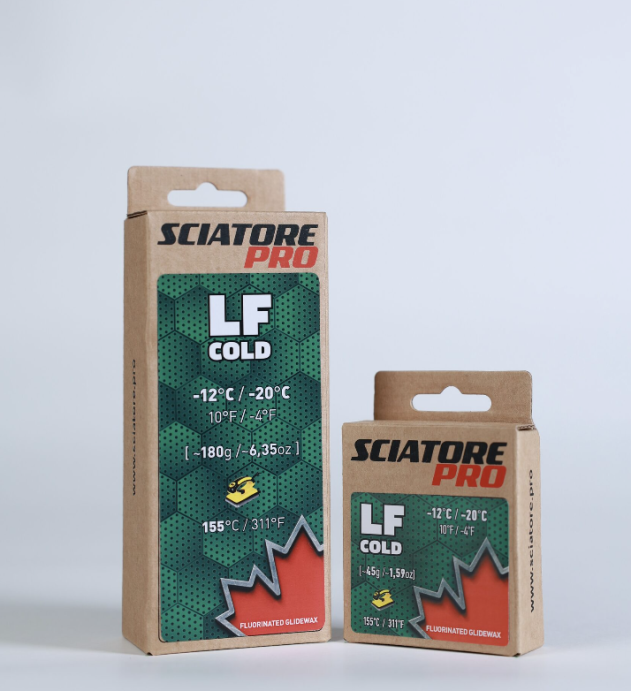 SCIATORE
PRO
LF
COLD
-12°C / -20°C
10°F / -4°F
[ ~180g /~6,35oz ]
155°C / 311°F
FLUORINATED GLIDEWAX
www.sciatore.pro
SCIATORE
PRO
LF
COLD
-12°C / -20°C
10°F / -4°F
[~45g /~1,59oz]
155°C / 311°F
FLUORINATED GLIDEWAX
www.sciatore.pro